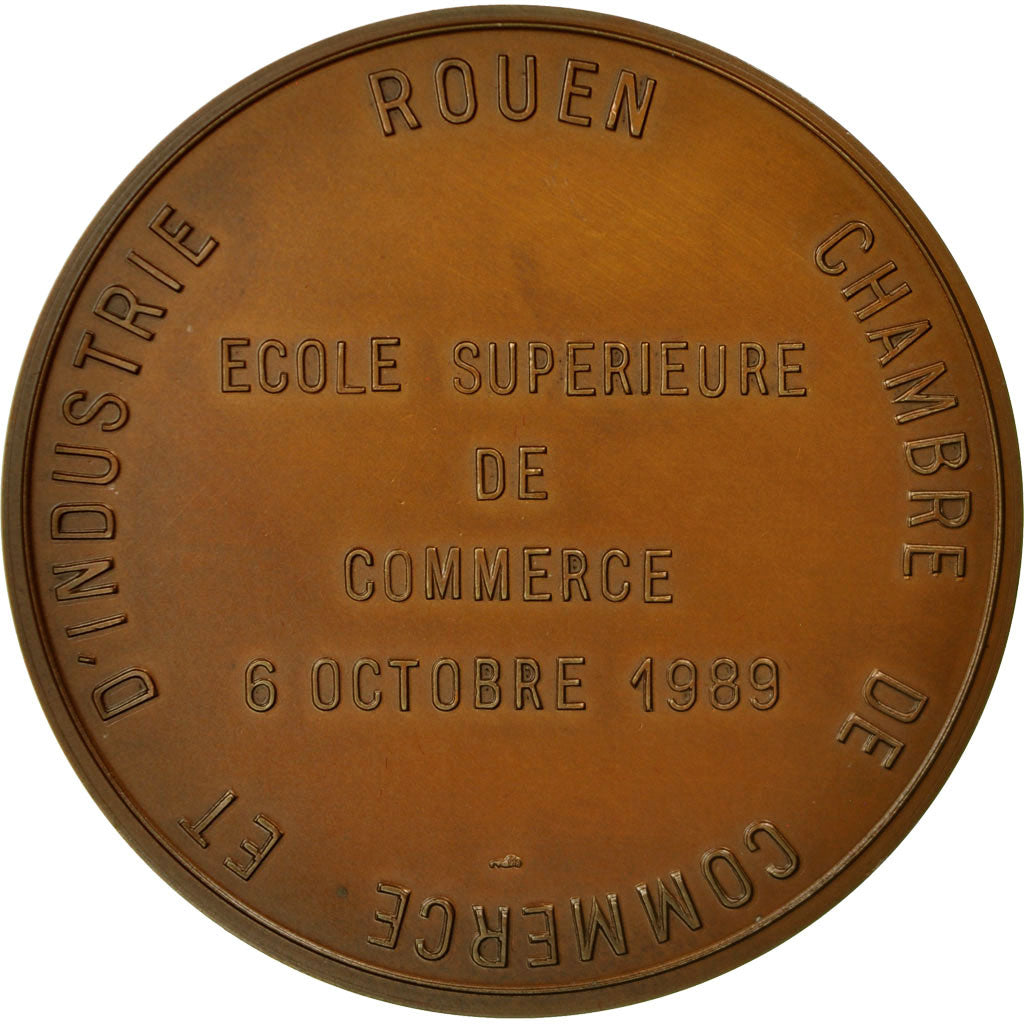 ROUEN
CHAMBRE DE COMMERCE ET D'INDUSTRIE
ECOLE SUPERIEURE
DE
COMMERCE
6 OCTOBRE 1989